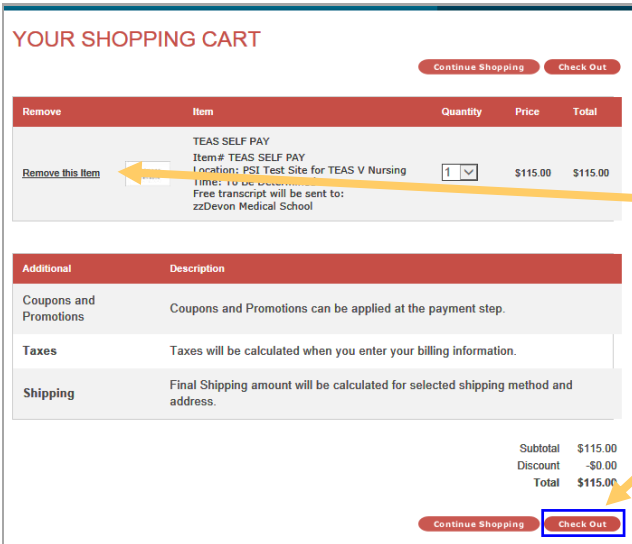 YOUR SHOPPING CART
Continue Shopping Check Out
Remove Item Quantity Price Total
TEAS SELF PAY
Item# TEAS SELF PAY
Remove this Item Location: PSI Test Site for TEAS V Nursing 1 $115.00 $115.00
Time: To Be Determined
Free transcript will be sent to:
zzDevon Medical School
Additional Description
Coupons and Promotions Coupons and Promotions can be applied at the payment step.
Taxes Taxes will be calculated when you enter your billing information.
Shipping Final Shipping amount will be calculated for selected shipping method and
address.
Subtotal $115.00
Discount -$0.00
Total $115.00
Continue Shopping Check Out